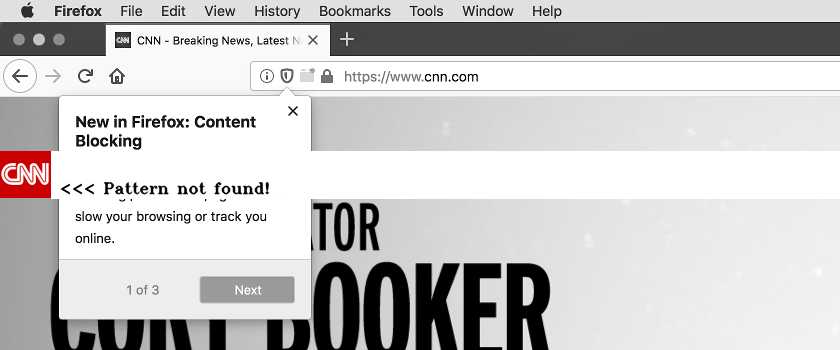 Firefox File Edit View History Bookmarks Tools Window Help
CNN CNN - Breaking News, Latest N
https://www.cnn.com
New in Firefox: Content
Blocking
CNN
<<< Pattern not found!
slow your browsing or track you
online.
ATOR
1 of 3 Next
BOOKER